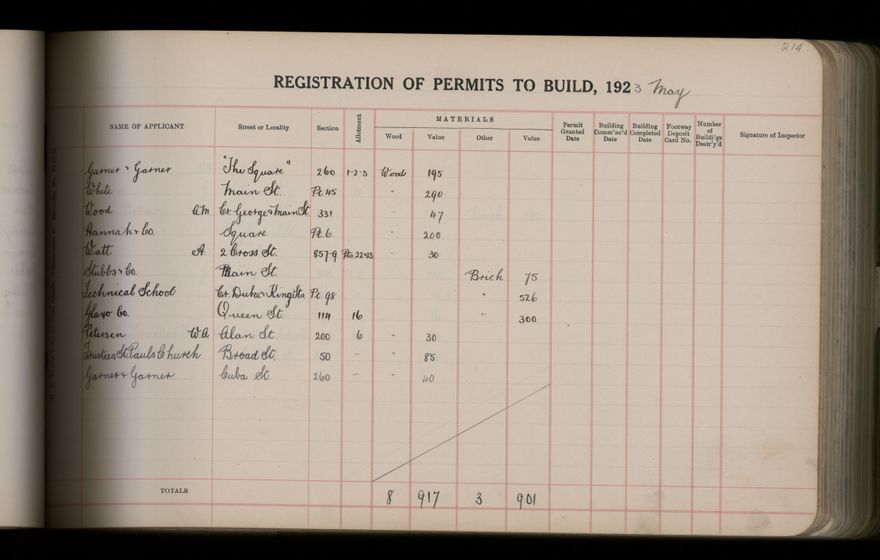 214
REGISTRATION OF PERMITS TO BUILD, 1923 May
NAME OF APPLICANT Street or Locality Section Allotment MATERIALS Wood Value Other Value Permit Granted Date Building Comm'nc'd Date Building Completed Date Footway Deposit Card No. Number of Buildi'gs Destr'y'd Signature of Inspector
Garner & Garner "The Square" 260 1-2-3 Wood 195
White Main St. Pt. 45 " 290
Wood A.M. Cr. George & Main St. 331 " 47
Hannah & Co. Square Pt. 6 " 200
Watt A. 2 Cross St. 857-9 Pts. 22-23 " 30
Stubbs & Co. Main St. Brick 75
Technical School Cr. Duke & King Sts. Pt. 98 " 526
Glaxo Co. Queen St. 114 16 " 300
Petersen W.A. Alan St. 200 6 " 30
Trustees St. Pauls Church Broad St. 50 – " 85
Garner & Garner Cuba St. 260 – " 40
TOTALS 8 917 3 901